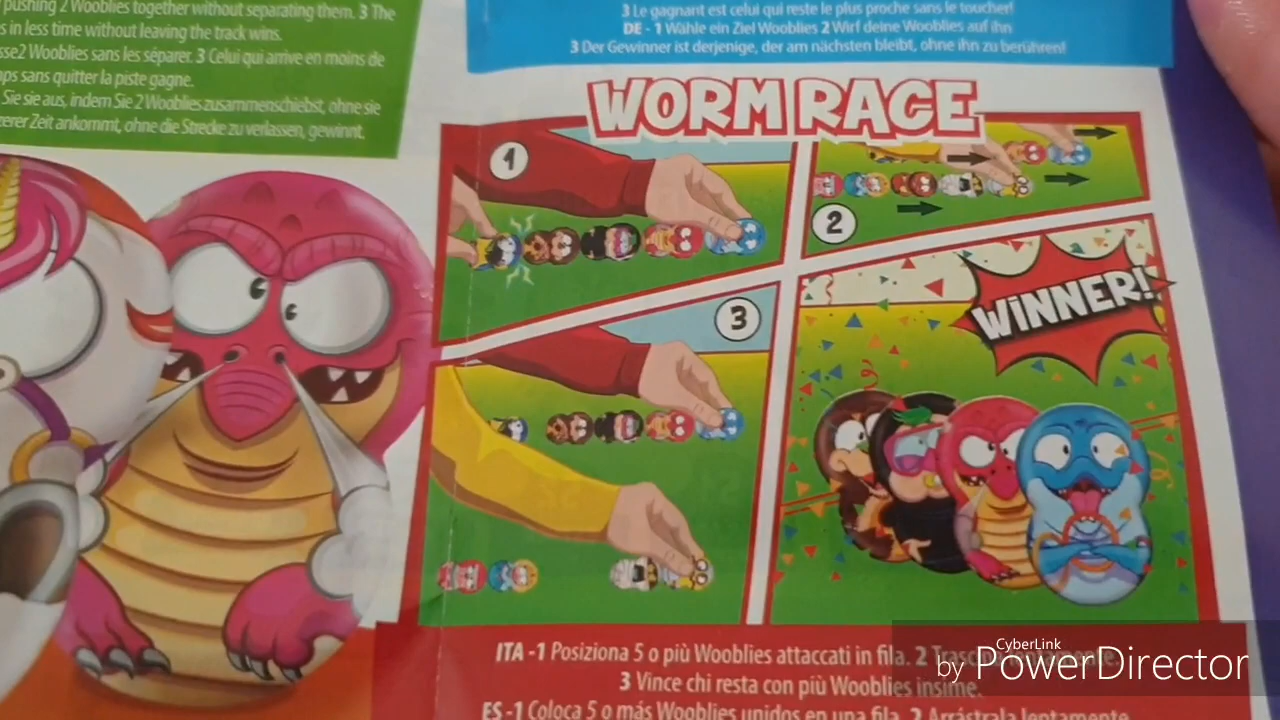 pushing 2 Wooblies together without separating them. 3 The
s in less time without leaving the track wins.
sse2 Wooblies sans les séparer. 3 Celui qui arrive en moins de
ps sans quitter la piste gagne.
Sie sie aus, indem Sie 2 Wooblies zusammenschiebst, ohne sie
zerer Zeit ankommt, ohne die Strecke zu verlassen, gewinnt.
3 Le gagnant est celui qui reste le plus proche sans le toucher!
DE - 1 Wähle ein Ziel Wooblies 2 Wirf deine Wooblies auf ihn
3 Der Gewinner ist derjenige, der am nächsten bleibt, ohne ihn zu berühren!
WORM RACE
1
2
3
WINNER!
ITA -1 Posiziona 5 o più Wooblies attaccati in fila. 2 Trascina lentamente.
3 Vince chi resta con più Wooblies insime.
ES -1 Coloca 5 o más Wooblies unidos en una fila. 2 Arrástrala lentamente
CyberLink
by PowerDirector